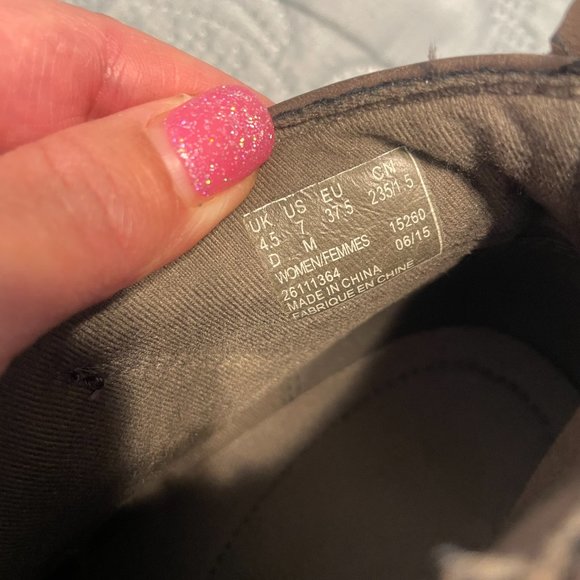 UK US EU CN
4.5 7 37.5 235/1.5
D M 15260
WOMEN/FEMMES 06/15
26111364
MADE IN CHINA
FABRIQUE EN CHINE